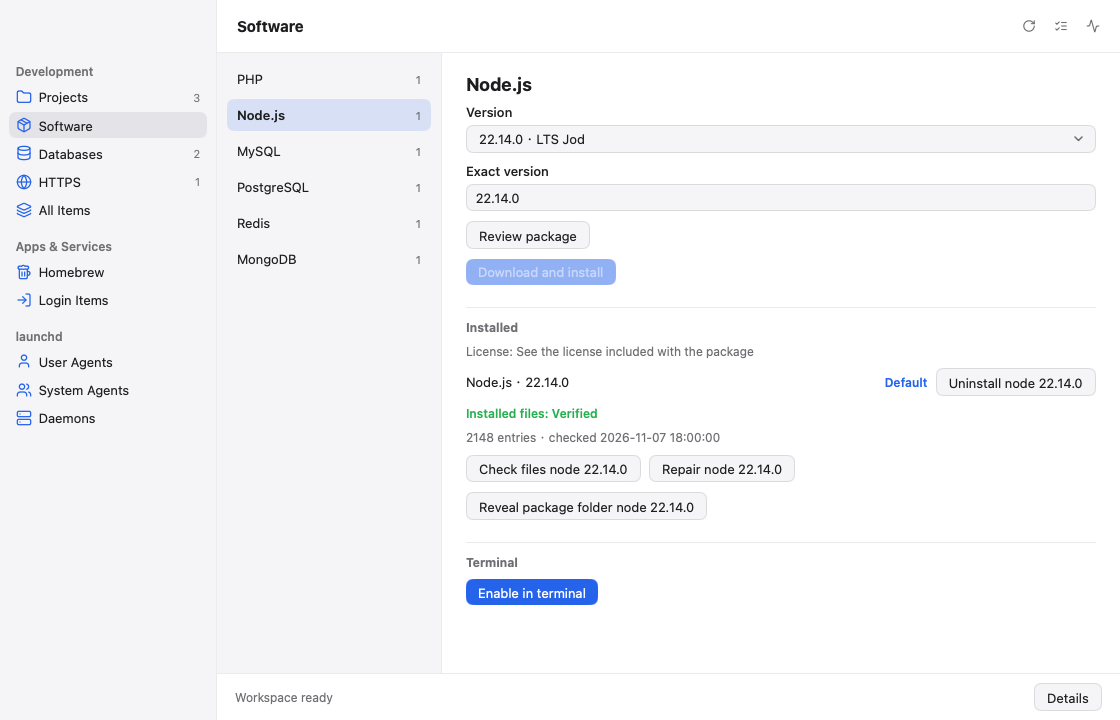 Software
Development
Projects 3
Software
Databases 2
HTTPS 1
All Items
Apps & Services
Homebrew
Login Items
launchd
User Agents
System Agents
Daemons
PHP 1
Node.js 1
MySQL 1
PostgreSQL 1
Redis 1
MongoDB 1
Node.js
Version
22.14.0 · LTS Jod
Exact version
22.14.0
Review package
Download and install
Installed
License: See the license included with the package
Node.js · 22.14.0 Default Uninstall node 22.14.0
Installed files: Verified
2148 entries · checked 2026-11-07 18:00:00
Check files node 22.14.0 Repair node 22.14.0
Reveal package folder node 22.14.0
Terminal
Enable in terminal
Workspace ready Details